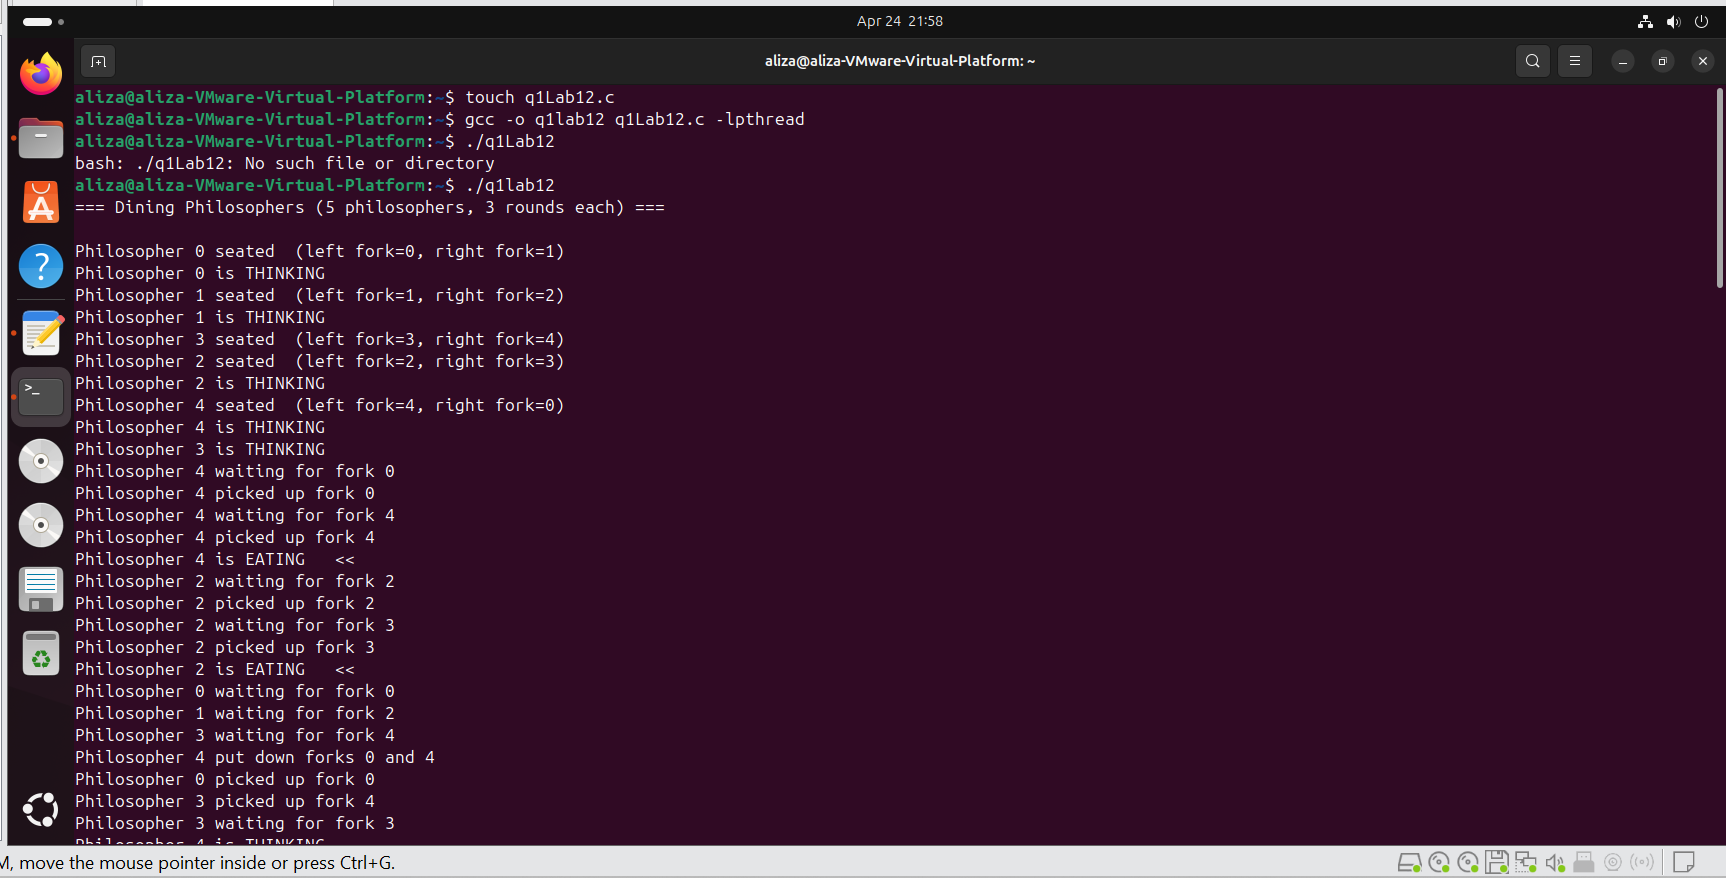 Apr 24 21:58
aliza@aliza-VMware-Virtual-Platform: ~
aliza@aliza-VMware-Virtual-Platform:~$ touch q1Lab12.c
aliza@aliza-VMware-Virtual-Platform:~$ gcc -o q1lab12 q1Lab12.c -lpthread
aliza@aliza-VMware-Virtual-Platform:~$ ./q1Lab12
bash: ./q1Lab12: No such file or directory
aliza@aliza-VMware-Virtual-Platform:~$ ./q1lab12
=== Dining Philosophers (5 philosophers, 3 rounds each) ===
Philosopher 0 seated  (left fork=0, right fork=1)
Philosopher 0 is THINKING
Philosopher 1 seated  (left fork=1, right fork=2)
Philosopher 1 is THINKING
Philosopher 3 seated  (left fork=3, right fork=4)
Philosopher 2 seated  (left fork=2, right fork=3)
Philosopher 2 is THINKING
Philosopher 4 seated  (left fork=4, right fork=0)
Philosopher 4 is THINKING
Philosopher 3 is THINKING
Philosopher 4 waiting for fork 0
Philosopher 4 picked up fork 0
Philosopher 4 waiting for fork 4
Philosopher 4 picked up fork 4
Philosopher 4 is EATING   <<
Philosopher 2 waiting for fork 2
Philosopher 2 picked up fork 2
Philosopher 2 waiting for fork 3
Philosopher 2 picked up fork 3
Philosopher 2 is EATING   <<
Philosopher 0 waiting for fork 0
Philosopher 1 waiting for fork 2
Philosopher 3 waiting for fork 4
Philosopher 4 put down forks 0 and 4
Philosopher 0 picked up fork 0
Philosopher 3 picked up fork 4
Philosopher 3 waiting for fork 3
Philosopher 4 is THINKING
M, move the mouse pointer inside or press Ctrl+G.